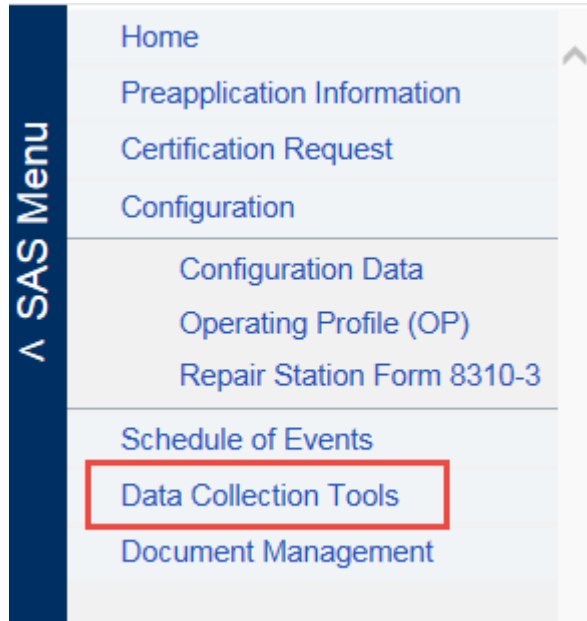 < SAS Menu
Home
Preapplication Information
Certification Request
Configuration
Configuration Data
Operating Profile (OP)
Repair Station Form 8310-3
Schedule of Events
Data Collection Tools
Document Management